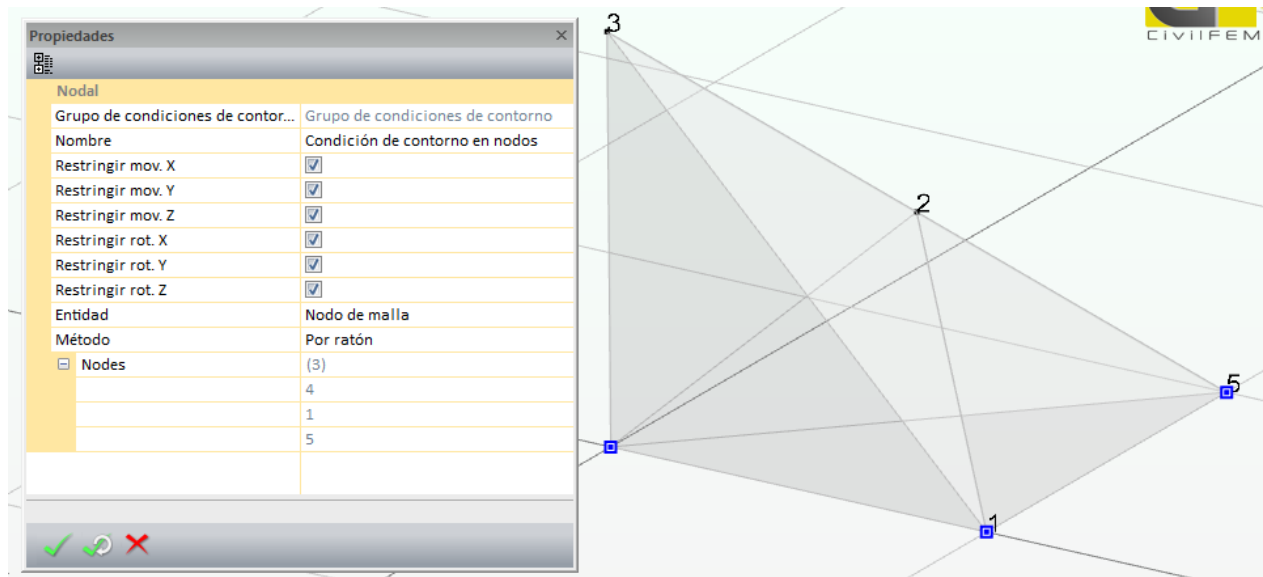 Propiedades
Nodal
Grupo de condiciones de contor... Grupo de condiciones de contorno
Nombre Condición de contorno en nodos
Restringir mov. X
Restringir mov. Y
Restringir mov. Z
Restringir rot. X
Restringir rot. Y
Restringir rot. Z
Entidad Nodo de malla
Método Por ratón
Nodes (3)
4
1
5
3
2
5
1
CivilFEM